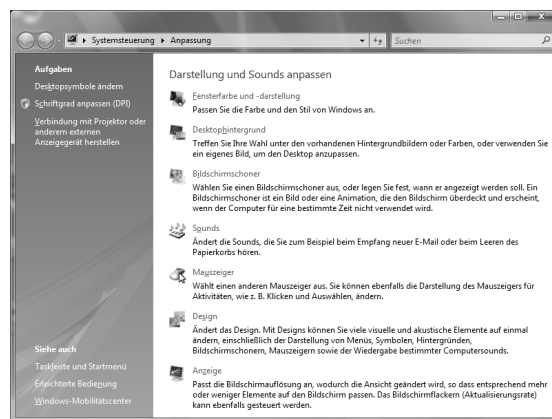 Systemsteuerung Anpassung
Suchen
Aufgaben
Desktopsymbole ändern
Schriftgrad anpassen (DPI)
Verbindung mit Projektor oder
anderem externen
Anzeigegerät herstellen
Siehe auch
Taskleiste und Startmenü
Erleichterte Bedienung
Windows-Mobilitätscenter
Darstellung und Sounds anpassen
Fensterfarbe und -darstellung
Passen Sie die Farbe und den Stil von Windows an.
Desktophintergrund
Treffen Sie Ihre Wahl unter den vorhandenen Hintergrundbildern oder Farben, oder verwenden Sie
ein eigenes Bild, um den Desktop anzupassen.
Bildschirmschoner
Wählen Sie einen Bildschirmschoner aus, oder legen Sie fest, wann er angezeigt werden soll. Ein
Bildschirmschoner ist ein Bild oder eine Animation, die den Bildschirm überdeckt und erscheint,
wenn der Computer für eine bestimmte Zeit nicht verwendet wird.
Sounds
Ändert die Sounds, die Sie zum Beispiel beim Empfang neuer E-Mail oder beim Leeren des
Papierkorbs hören.
Mauszeiger
Wählt einen anderen Mauszeiger aus. Sie können ebenfalls die Darstellung des Mauszeigers für
Aktivitäten, wie z. B. Klicken und Auswählen, ändern.
Design
Ändert das Design. Mit Designs können Sie viele visuelle und akustische Elemente auf einmal
ändern, einschließlich der Darstellung von Menüs, Symbolen, Hintergründen,
Bildschirmschonern, Mauszeigern sowie der Wiedergabe bestimmter Computersounds.
Anzeige
Passt die Bildschirmauflösung an, wodurch die Ansicht geändert wird, so dass entsprechend mehr
oder weniger Elemente auf den Bildschirm passen. Das Bildschirmflackern (Aktualisierungsrate)
kann ebenfalls gesteuert werden.